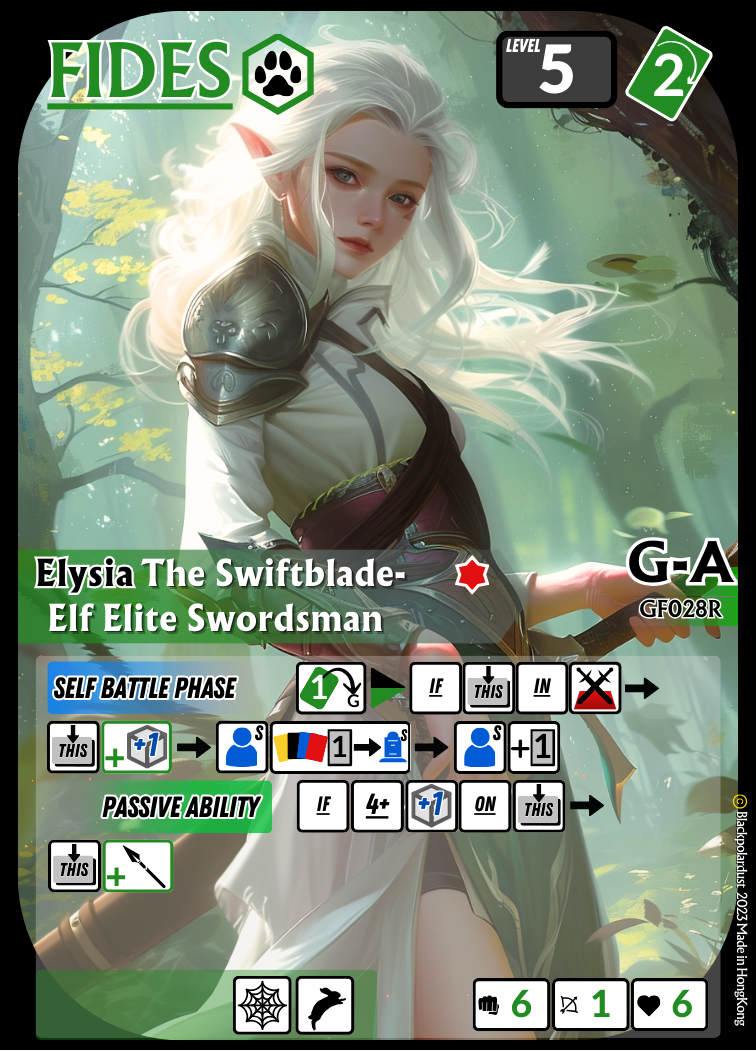 FIDES
LEVEL 5
2
Elysia The Swiftblade-
Elf Elite Swordsman
G-A
GF028R
SELF BATTLE PHASE 1 G IF THIS IN
THIS + +1 S 1 S S +1
PASSIVE ABILITY IF 4+ +1 ON THIS
THIS +
6 1 6
© Blackpolardust 2023 Made in HongKong